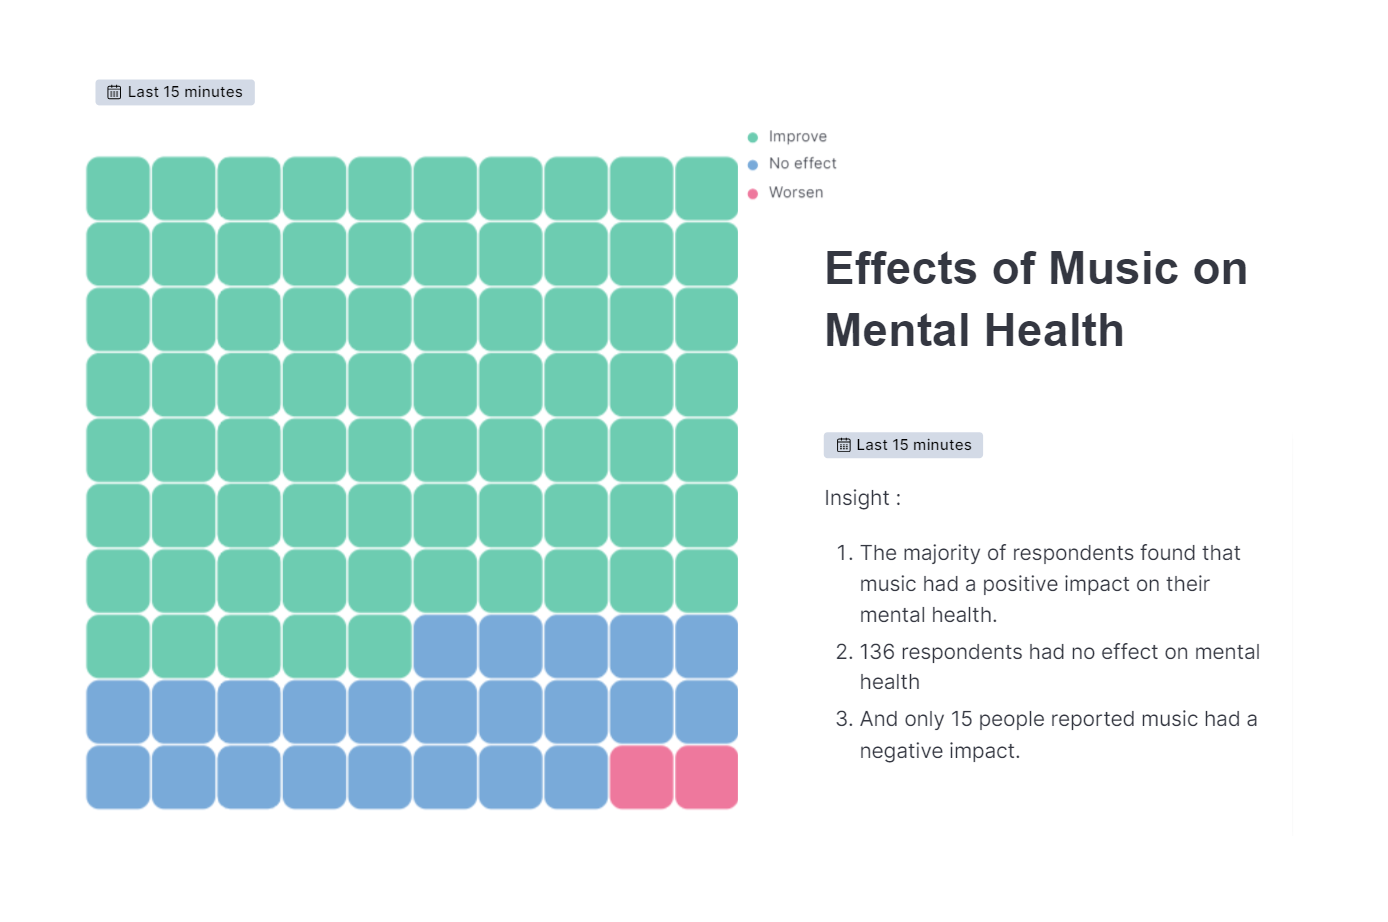 Last 15 minutes
Improve
No effect
Worsen
Effects of Music on
Mental Health
Last 15 minutes
Insight :
1. The majority of respondents found that
music had a positive impact on their
mental health.
2. 136 respondents had no effect on mental
health
3. And only 15 people reported music had a
negative impact.